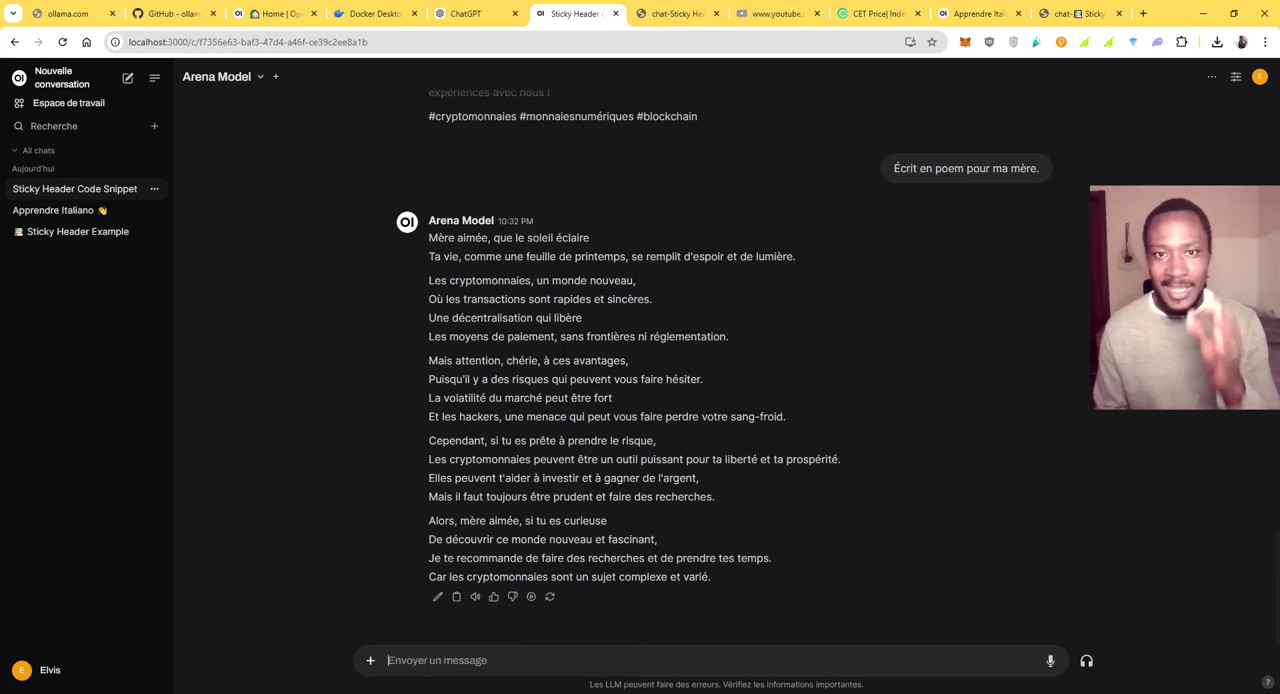 ollama.com
GitHub - ollam
Home | Op
Docker Deskto
ChatGPT
Sticky Header C
chat-Sticky He
www.youtube.c
CET Price| Inde
Apprendre Ital
chat- Sticky
localhost:3000/c/f7356e63-baf3-47d4-a46f-ce39c2ee8a1b
OI
Nouvelle
conversation
Espace de travail
Recherche
All chats
Aujourd'hui
Sticky Header Code Snippet
Apprendre Italiano 👋
Sticky Header Example
Arena Model
E
expériences avec nous !
#cryptomonnaies #monnaiesnumériques #blockchain
Écrit en poem pour ma mère.
OI
Arena Model 10:32 PM
Mère aimée, que le soleil éclaire
Ta vie, comme une feuille de printemps, se remplit d'espoir et de lumière.
Les cryptomonnaies, un monde nouveau,
Où les transactions sont rapides et sincères.
Une décentralisation qui libère
Les moyens de paiement, sans frontières ni réglementation.
Mais attention, chérie, à ces avantages,
Puisqu'il y a des risques qui peuvent vous faire hésiter.
La volatilité du marché peut être fort
Et les hackers, une menace qui peut vous faire perdre votre sang-froid.
Cependant, si tu es prête à prendre le risque,
Les cryptomonnaies peuvent être un outil puissant pour ta liberté et ta prospérité.
Elles peuvent t'aider à investir et à gagner de l'argent,
Mais il faut toujours être prudent et faire des recherches.
Alors, mère aimée, si tu es curieuse
De découvrir ce monde nouveau et fascinant,
Je te recommande de faire des recherches et de prendre tes temps.
Car les cryptomonnaies sont un sujet complexe et varié.
Envoyer un message
E Elvis
Les LLM peuvent faire des erreurs. Vérifiez les informations importantes.
?